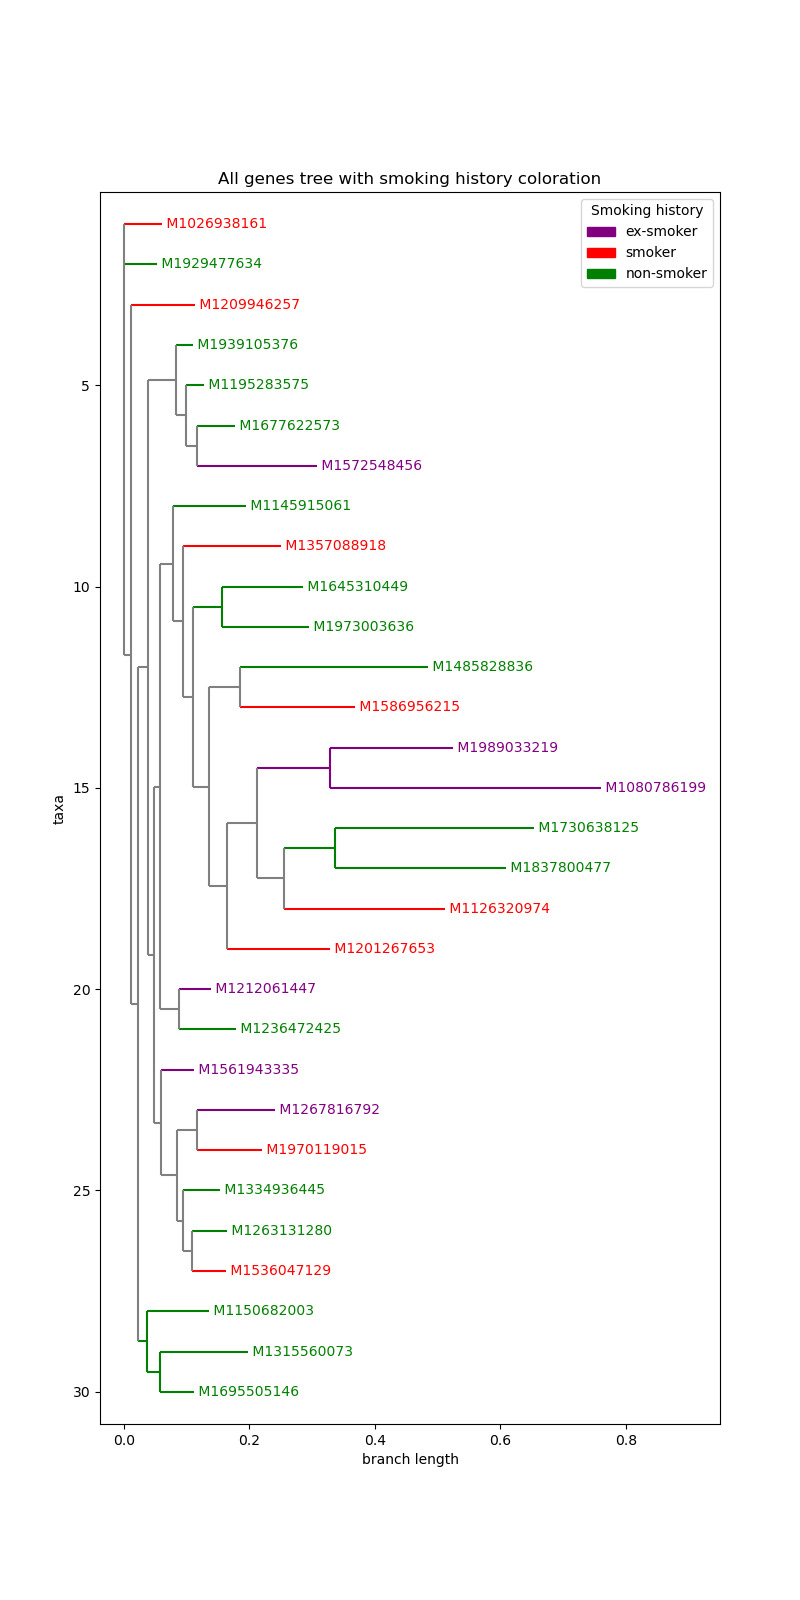 All genes tree with smoking history coloration
Smoking history
ex-smoker
smoker
non-smoker
M1026938161
M1929477634
M1209946257
M1939105376
M1195283575
M1677622573
M1572548456
M1145915061
M1357088918
M1645310449
M1973003636
M1485828836
M1586956215
M1989033219
M1080786199
M1730638125
M1837800477
M1126320974
M1201267653
M1212061447
M1236472425
M1561943335
M1267816792
M1970119015
M1334936445
M1263131280
M1536047129
M1150682003
M1315560073
M1695505146
5
10
15
20
25
30
taxa
0.0
0.2
0.4
0.6
0.8
branch length